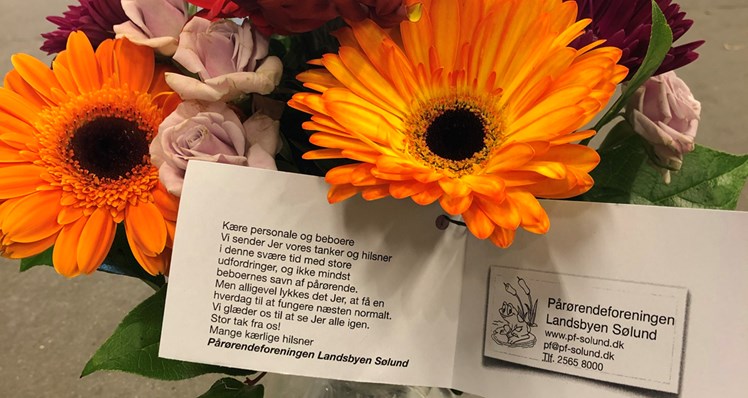 Kære personale og beboere
Vi sender Jer vores tanker og hilsner
i denne svære tid med store
udfordringer, og ikke mindst
beboernes savn af pårørende.
Men alligevel lykkes det Jer, at få en
hverdag til at fungere næsten normalt.
Vi glæder os til at se Jer alle igen.
Stor tak fra os!
Mange kærlige hilsner
Pårørendeforeningen Landsbyen Sølund
Pårørendeforeningen
Landsbyen Sølund
www.pf-solund.dk
pf@pf-solund.dk
Tlf. 2565 8000